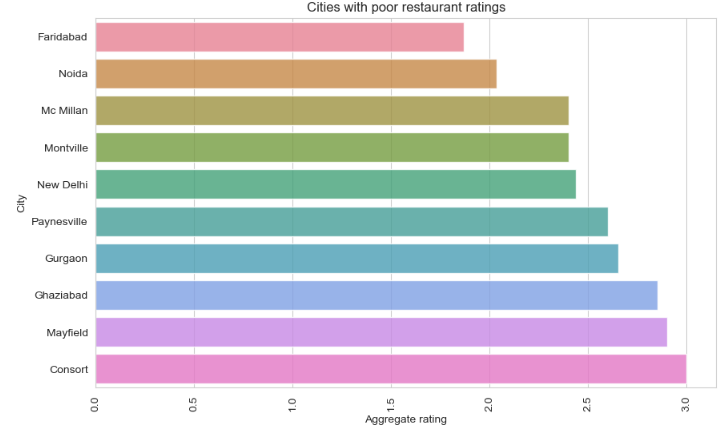 Cities with poor restaurant ratings
Faridabad
Noida
Mc Millan
Montville
New Delhi
Paynesville
Gurgaon
Ghaziabad
Mayfield
Consort
City
0.0
0.5
1.0
1.5
2.0
2.5
3.0
Aggregate rating